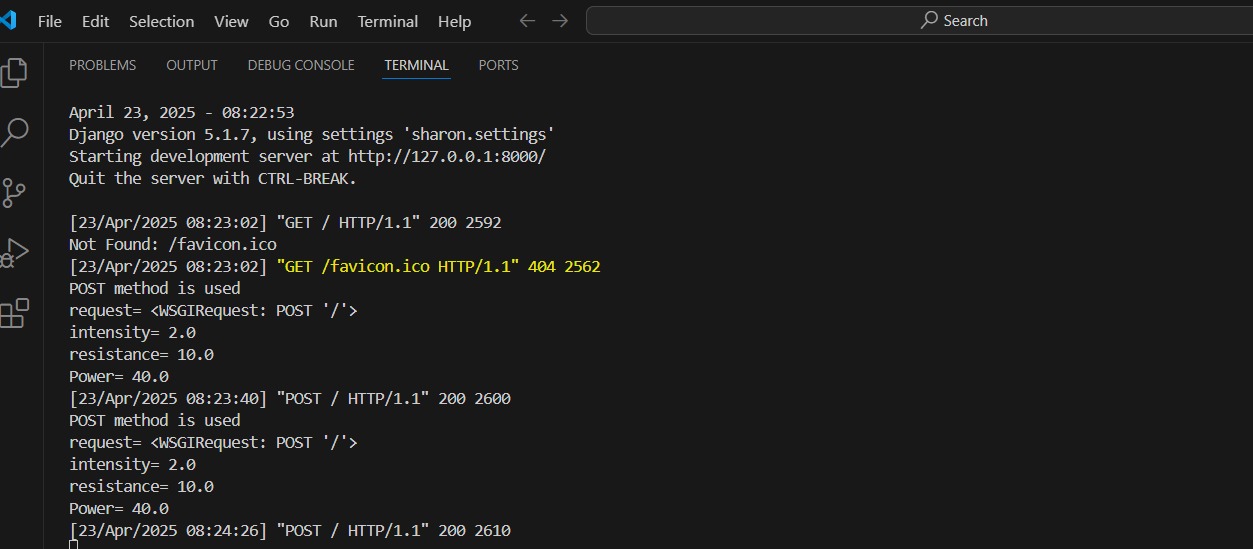 File Edit Selection View Go Run Terminal Help Search
PROBLEMS OUTPUT DEBUG CONSOLE TERMINAL PORTS
April 23, 2025 - 08:22:53
Django version 5.1.7, using settings 'sharon.settings'
Starting development server at http://127.0.0.1:8000/
Quit the server with CTRL-BREAK.
[23/Apr/2025 08:23:02] "GET / HTTP/1.1" 200 2592
Not Found: /favicon.ico
[23/Apr/2025 08:23:02] "GET /favicon.ico HTTP/1.1" 404 2562
POST method is used
request= <WSGIRequest: POST '/'>
intensity= 2.0
resistance= 10.0
Power= 40.0
[23/Apr/2025 08:23:40] "POST / HTTP/1.1" 200 2600
POST method is used
request= <WSGIRequest: POST '/'>
intensity= 2.0
resistance= 10.0
Power= 40.0
[23/Apr/2025 08:24:26] "POST / HTTP/1.1" 200 2610